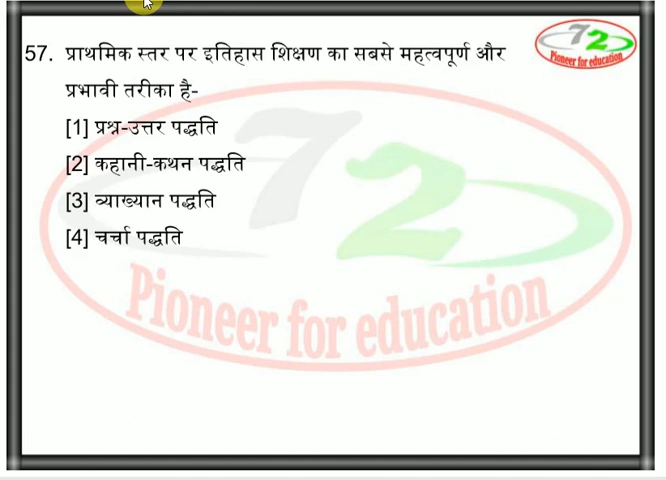 57. प्राथमिक स्तर पर इतिहास शिक्षण का सबसे महत्वपूर्ण और
प्रभावी तरीका है-
[1] प्रश्न-उत्तर पद्धति
[2] कहानी-कथन पद्धति
[3] व्याख्यान पद्धति
[4] चर्चा पद्धति
72
Pioneer for education
72
Pioneer for education